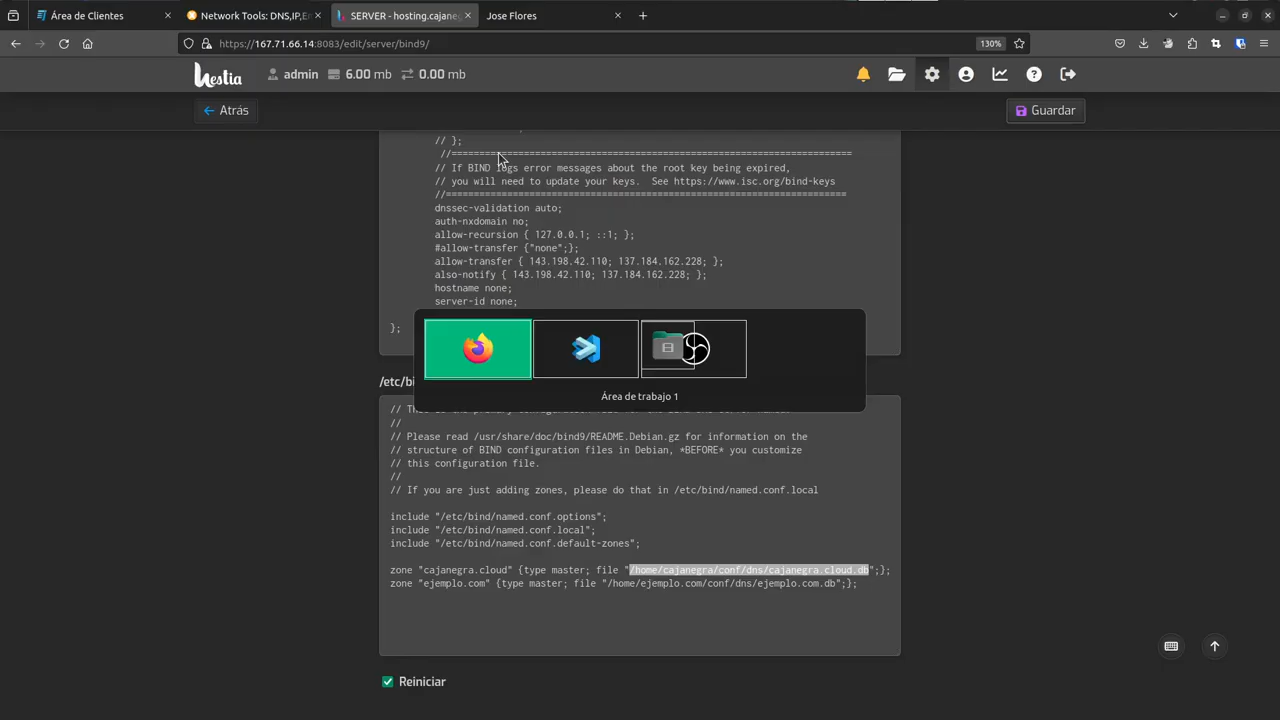 Área de Clientes
Network Tools: DNS,IP,E
SERVER - hosting.cajane
Jose Flores
https://167.71.66.14:8083/edit/server/bind9/
130%
hestia
admin
6.00 mb
0.00 mb
Atrás
Guardar
// };
//=======================================================================
// If BIND logs error messages about the root key being expired,
// you will need to update your keys.  See https://www.isc.org/bind-keys
//=======================================================================
dnssec-validation auto;
auth-nxdomain no;
allow-recursion { 127.0.0.1; ::1; };
#allow-transfer {"none";};
allow-transfer { 143.198.42.110; 137.184.162.228; };
also-notify { 143.198.42.110; 137.184.162.228; };
hostname none;
server-id none;
};
Área de trabajo 1
/etc/bi
//
// Please read /usr/share/doc/bind9/README.Debian.gz for information on the
// structure of BIND configuration files in Debian, *BEFORE* you customize
// this configuration file.
//
// If you are just adding zones, please do that in /etc/bind/named.conf.local
include "/etc/bind/named.conf.options";
include "/etc/bind/named.conf.local";
include "/etc/bind/named.conf.default-zones";
zone "cajanegra.cloud" {type master; file "/home/cajanegra/conf/dns/cajanegra.cloud.db";};
zone "ejemplo.com" {type master; file "/home/ejemplo.com/conf/dns/ejemplo.com.db";};
Reiniciar